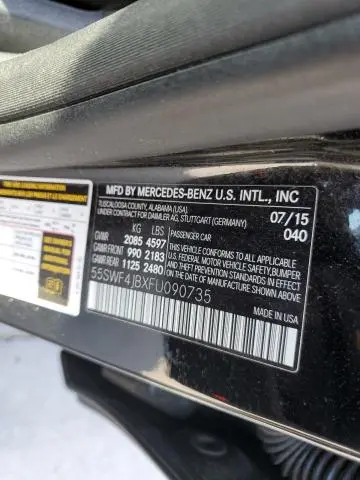 MFD BY MERCEDES-BENZ U.S. INTL., INC
TUSCALOOSA COUNTY, ALABAMA (USA)
UNDER CONTRACT FOR DAIMLER AG, STUTTGART (GERMANY)
07/15
040
KG LBS
GVWR 2085 4597
GAWR FRONT 990 2183
GAWR REAR 1125 2480
PASSENGER CAR
THIS VEHICLE CONFORMS TO ALL APPLICABLE
U.S. FEDERAL MOTOR VEHICLE SAFETY, BUMPER
AND THEFT PREVENTION STANDARDS IN EFFECT ON THE
DATE OF MANUFACTURE SHOWN ABOVE.
55SWF4JBXFU090735
MADE IN USA